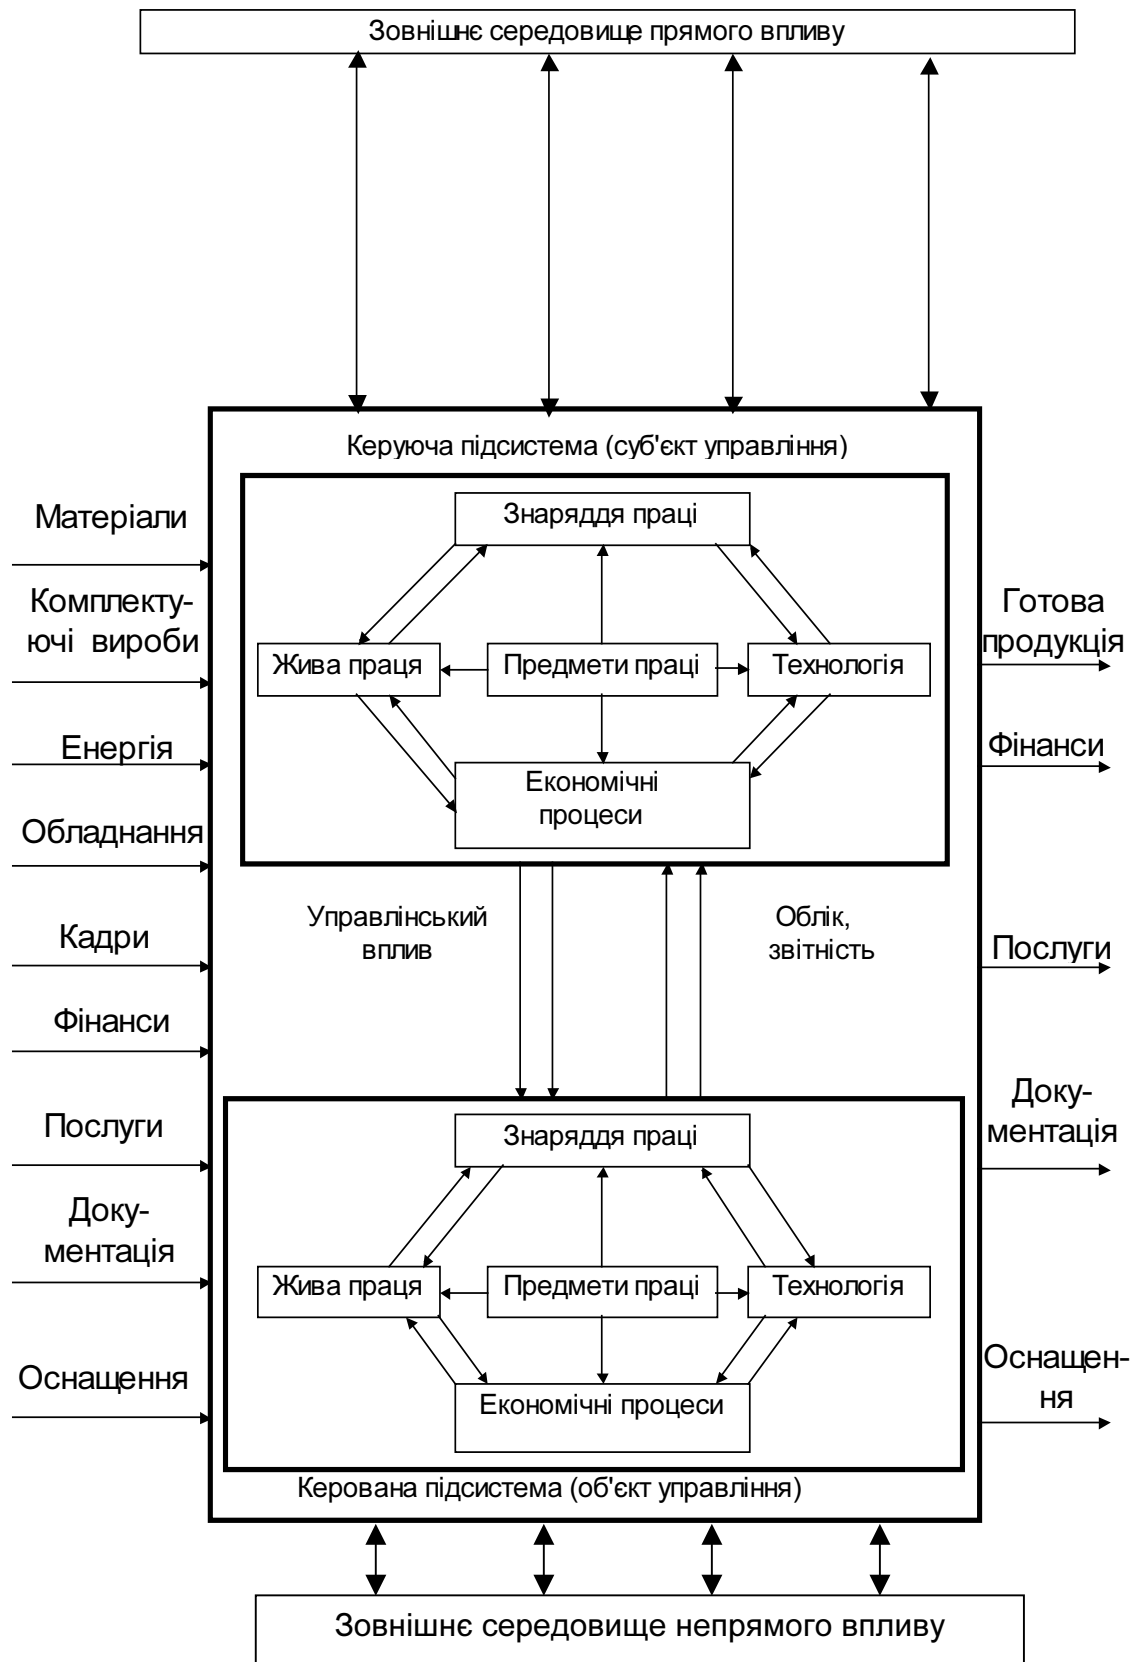 Зовнішнє середовище прямого впливу
Керуюча підсистема (суб'єкт управління)
Знаряддя праці
Жива праця
Предмети праці
Технологія
Економічні
процеси
Матеріали
Комплекту-
ючі вироби
Енергія
Обладнання
Кадри
Фінанси
Послуги
Доку-
ментація
Оснащення
Управлінський
вплив
Облік,
звітність
Готова
продукція
Фінанси
Послуги
Доку-
ментація
Оснащен-
ня
Знаряддя праці
Жива праця
Предмети праці
Технологія
Економічні процеси
Керована підсистема (об'єкт управління)
Зовнішнє середовище непрямого впливу